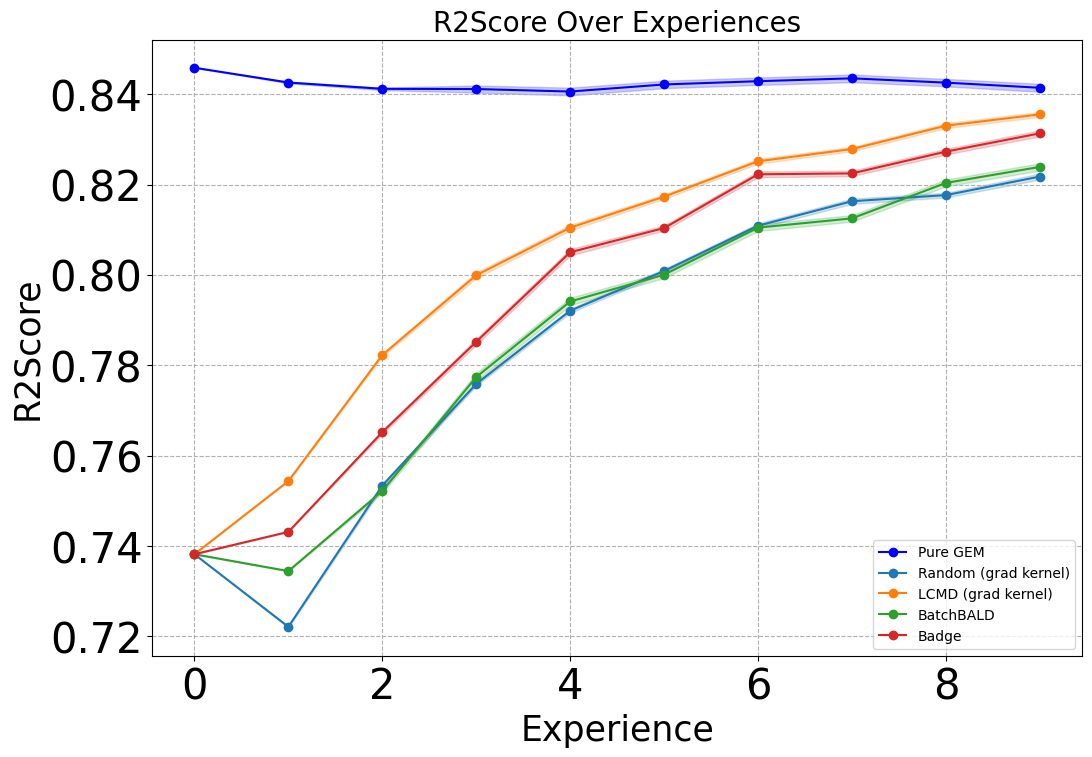 R2Score Over Experiences
R2Score
0.84
0.82
0.80
0.78
0.76
0.74
0.72
0
2
4
6
8
Experience
Pure GEM
Random (grad kernel)
LCMD (grad kernel)
BatchBALD
Badge